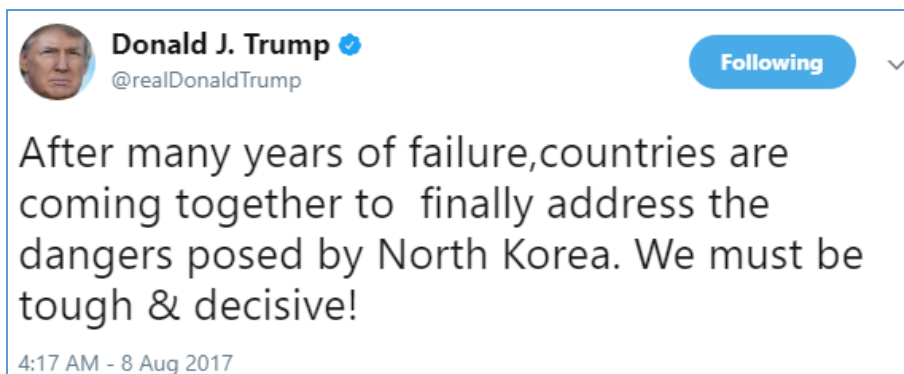 Donald J. Trump
@realDonaldTrump
Following
After many years of failure,countries are
coming together to  finally address the
dangers posed by North Korea. We must be
tough & decisive!
4:17 AM - 8 Aug 2017